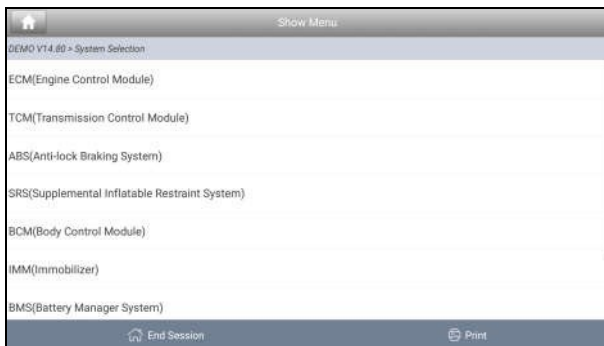 Show Menu
DEMO V14.80 > System Selection
ECM(Engine Control Module)
TCM(Transmission Control Module)
ABS(Anti-lock Braking System)
SRS(Supplemental Inflatable Restraint System)
BCM(Body Control Module)
IMM(Immobilizer)
BMS(Battery Manager System)
End Session
Print